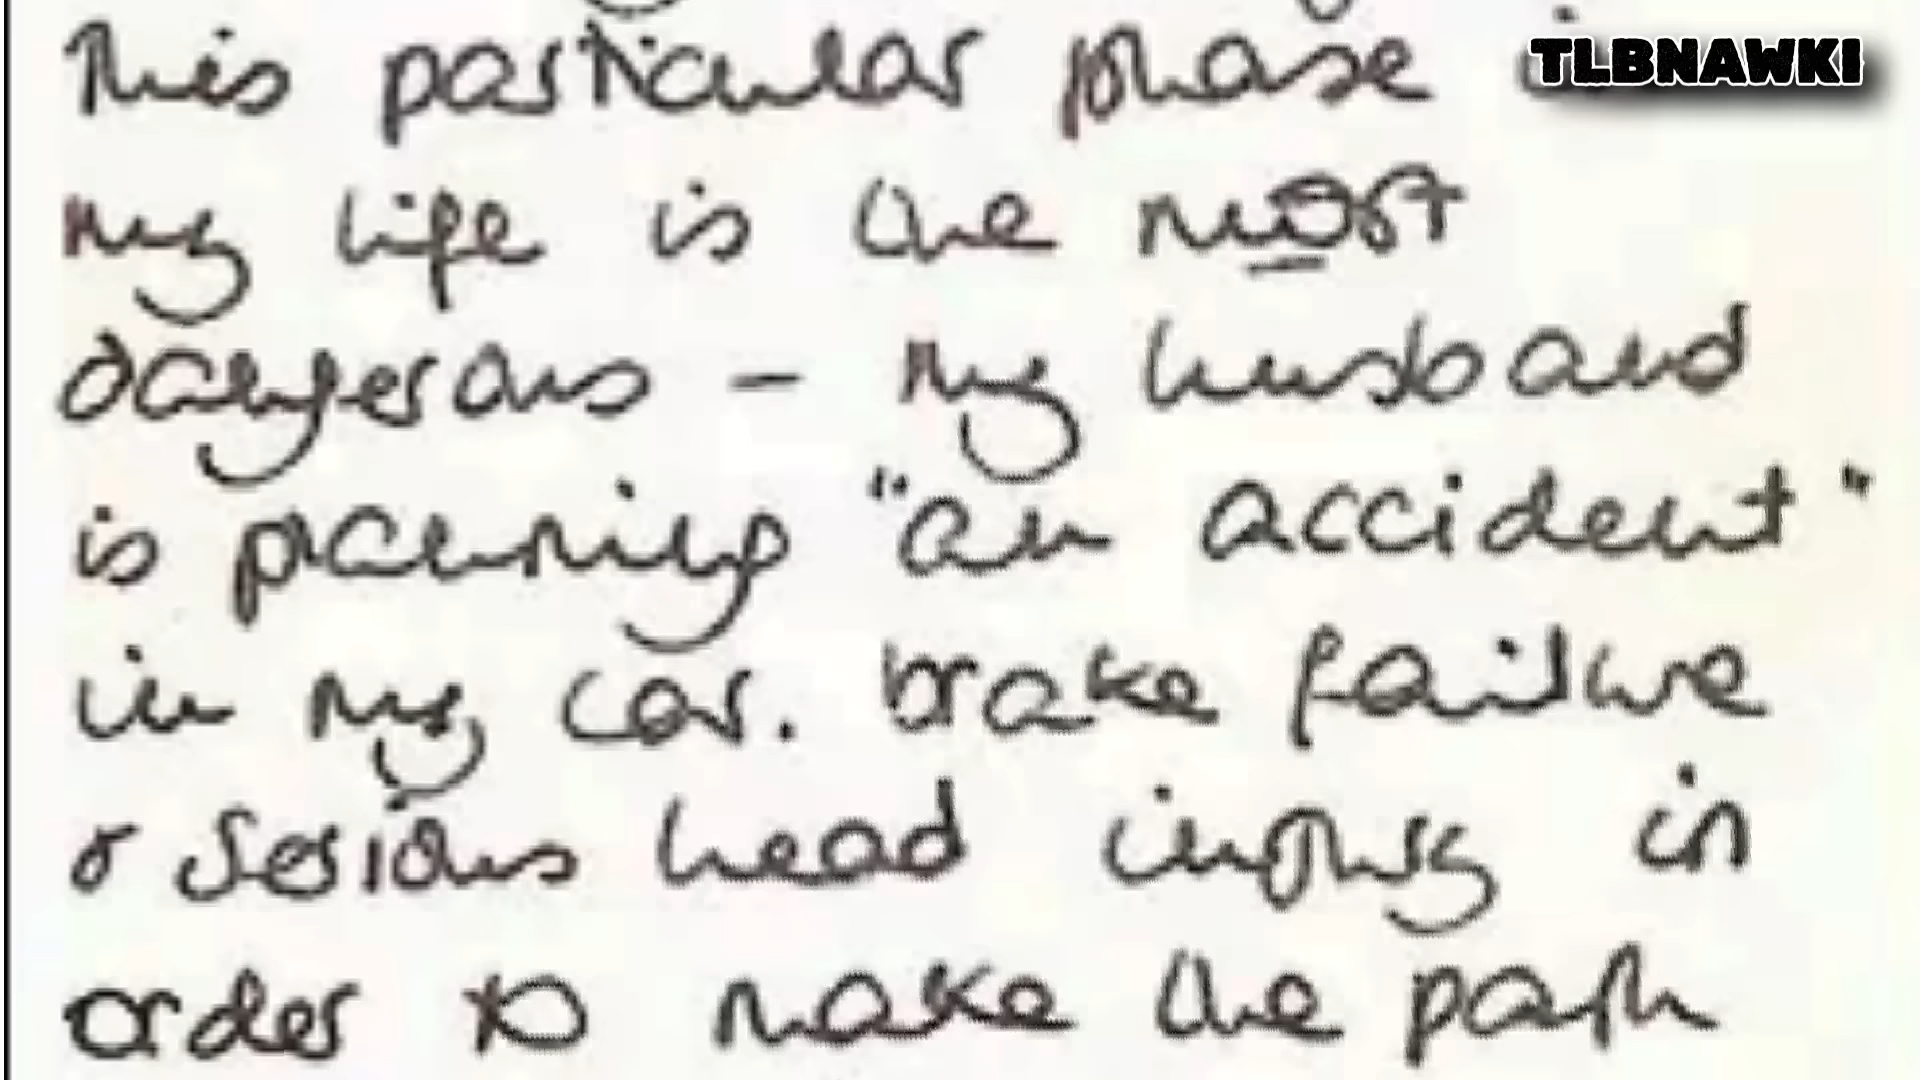 This particular phase in
TLBNAWKI
my life is the most
dangerous - my husband
is planning "an accident"
in my car. brake failure
& serious head injury in
order to make the path